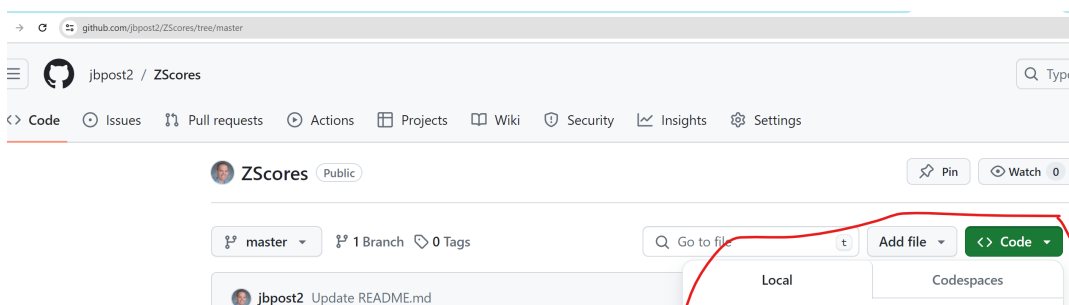 github.com/jbpost2/ZScores/tree/master
jbpost2 / ZScores
Code Issues Pull requests Actions Projects Wiki Security Insights Settings
ZScores Public Pin Watch 0
master 1 Branch 0 Tags Go to file t Add file Code
Local Codespaces
jbpost2 Update README.md